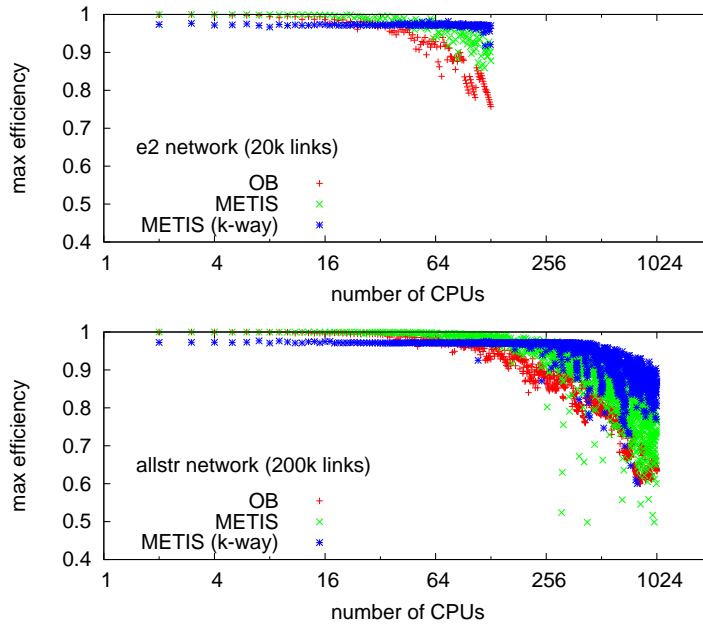 1
0.9
0.8
0.7
0.6
0.5
0.4
max efficiency
e2 network (20k links)
OB
METIS
METIS (k-way)
1 4 16 64 256 1024
number of CPUs
1
0.9
0.8
0.7
0.6
0.5
0.4
max efficiency
allstr network (200k links)
OB
METIS
METIS (k-way)
1 4 16 64 256 1024
number of CPUs